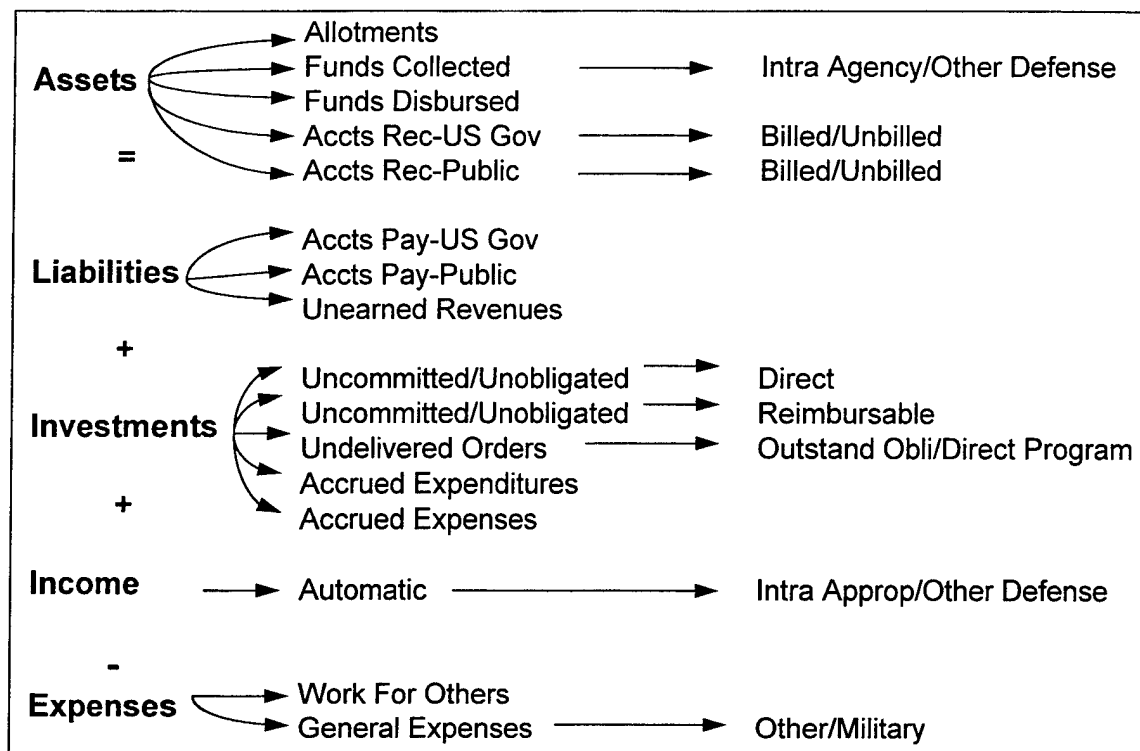 Allotments
Assets
Funds Collected Intra Agency/Other Defense
Funds Disbursed
Accts Rec-US Gov Billed/Unbilled
=
Accts Rec-Public Billed/Unbilled
Accts Pay-US Gov
Liabilities
Accts Pay-Public
Unearned Revenues
+
Uncommitted/Unobligated Direct
Uncommitted/Unobligated Reimbursable
Investments
Undelivered Orders Outstand Obli/Direct Program
Accrued Expenditures
+
Accrued Expenses
Income Automatic Intra Approp/Other Defense
-
Work For Others
Expenses
General Expenses Other/Military